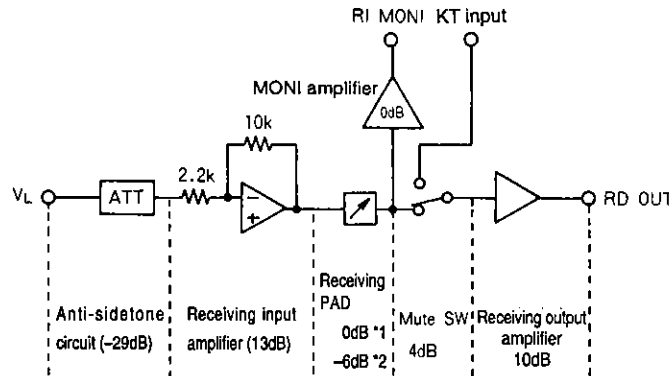 RI MONI KT input
MONI amplifier
0dB
10k
2.2k
VL
ATT
−
+
RD OUT
Anti-sidetone
circuit (–29dB)
Receiving input
amplifier (13dB)
Receiving
PAD
0dB *1
–6dB *2
Mute SW
4dB
Receiving output
amplifier
10dB